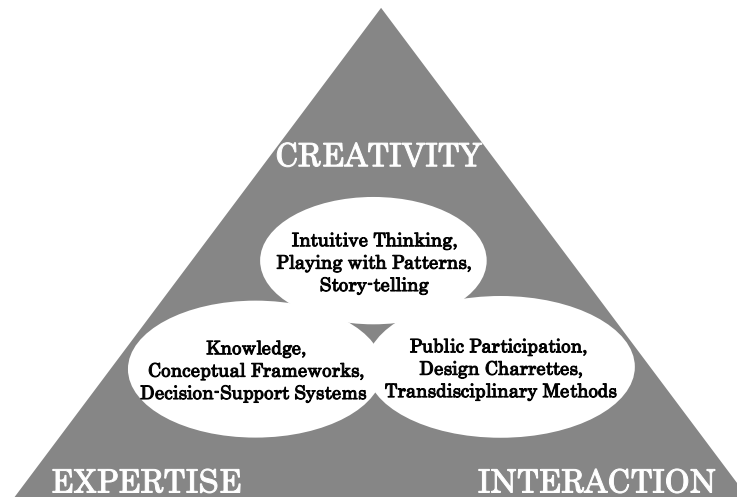 CREATIVITY
Intuitive Thinking,
Playing with Patterns,
Story-telling
Knowledge,
Conceptual Frameworks,
Decision-Support Systems
Public Participation,
Design Charrettes,
Transdisciplinary Methods
EXPERTISE
INTERACTION